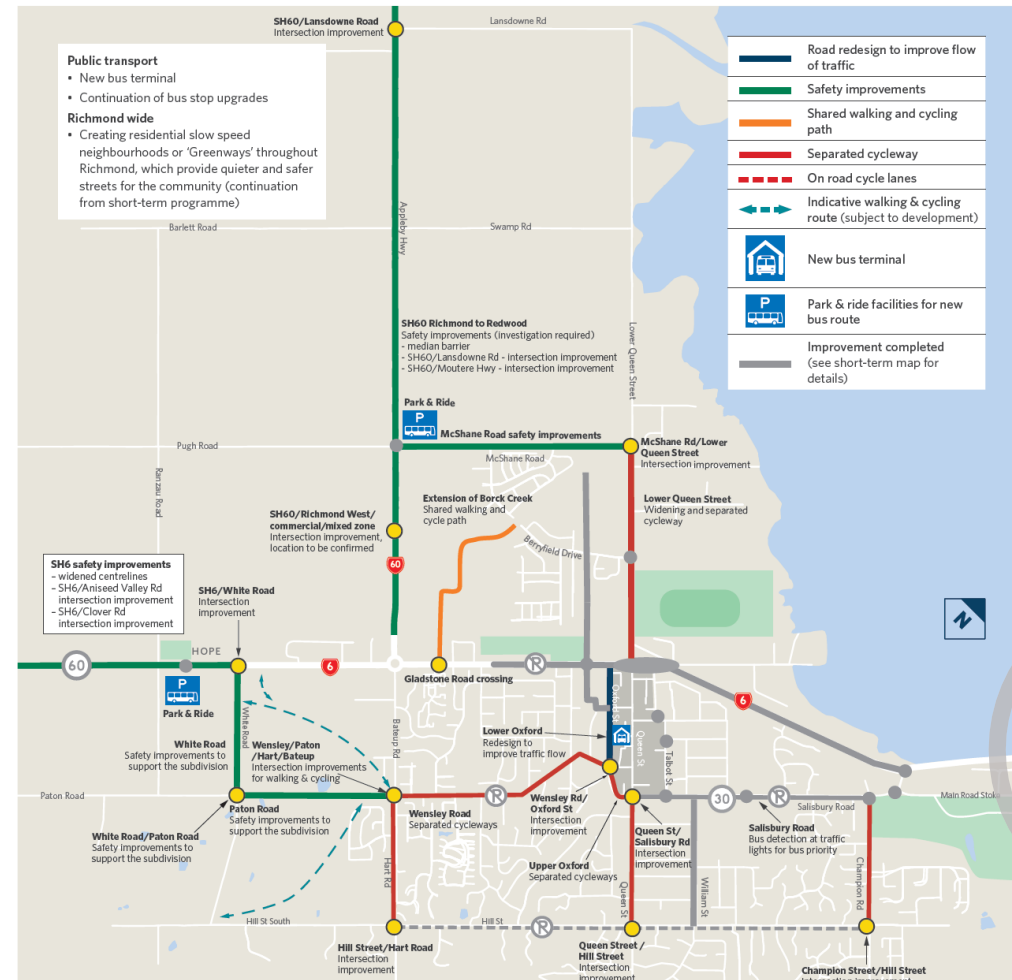 SH60/Lansdowne Road
Intersection improvement
Lansdowne Rd
Public transport
▪ New bus terminal
▪ Continuation of bus stop upgrades
Richmond wide
▪ Creating residential slow speed
neighbourhoods or 'Greenways' throughout
Richmond, which provide quieter and safer
streets for the community (continuation
from short-term programme)
Road redesign to improve flow
of traffic
Safety improvements
Shared walking and cycling
path
Separated cycleway
On road cycle lanes
Indicative walking & cycling
route (subject to development)
New bus terminal
P
Park & ride facilities for new
bus route
Improvement completed
(see short-term map for
details)
Appleby Hwy
Barlett Road
Swamp Rd
Lower Queen Street
SH60 Richmond to Redwood
Safety improvements (investigation required)
- median barrier
- SH60/Lansdowne Rd - intersection improvement
- SH60/Moutere Hwy - intersection improvement
Park & Ride
P
McShane Road safety improvements
Pugh Road
McShane Road
McShane Rd/Lower
Queen Street
Intersection improvement
Ranzau Road
Extension of Borck Creek
Shared walking and
cycle path
Lower Queen Street
Widening and separated
cycleway
SH60/Richmond West/
commercial/mixed zone
Intersection improvement,
location to be confirmed
Berryfield Drive
60
SH6 safety improvements
– widened centrelines
– SH6/Aniseed Valley Rd
intersection improvement
– SH6/Clover Rd
intersection improvement
SH6/White Road
Intersection
improvement
N
HOPE
60
6
P
Gladstone Road crossing
P
Park & Ride
6
White Road
Bateup Rd
Oxford St
Queen St
Talbot St
Lower Oxford
Redesign to
improve traffic flow
White Road
Safety improvements to
support the subdivision
Wensley/Paton
/Hart/Bateup
Intersection improvements
for walking & cycling
Paton Road
P
30
P
Salisbury Road
Main Road Stoke
Paton Road
Safety improvements to
support the subdivision
Wensley Road
Separated cycleways
Wensley Rd/
Oxford St
Intersection
improvement
Queen St/
Salisbury Rd
Intersection
improvement
Salisbury Road
Bus detection at traffic
lights for bus priority
White Road/Paton Road
Safety improvements to
support the subdivision
Upper Oxford
Separated cycleways
Hart Rd
Queen St
William St
Champion Rd
Hill St South
Hill St
P
Hill Street/Hart Road
Intersection
improvement
Queen Street /
Hill Street
Intersection
improvement
Champion Street/Hill Street